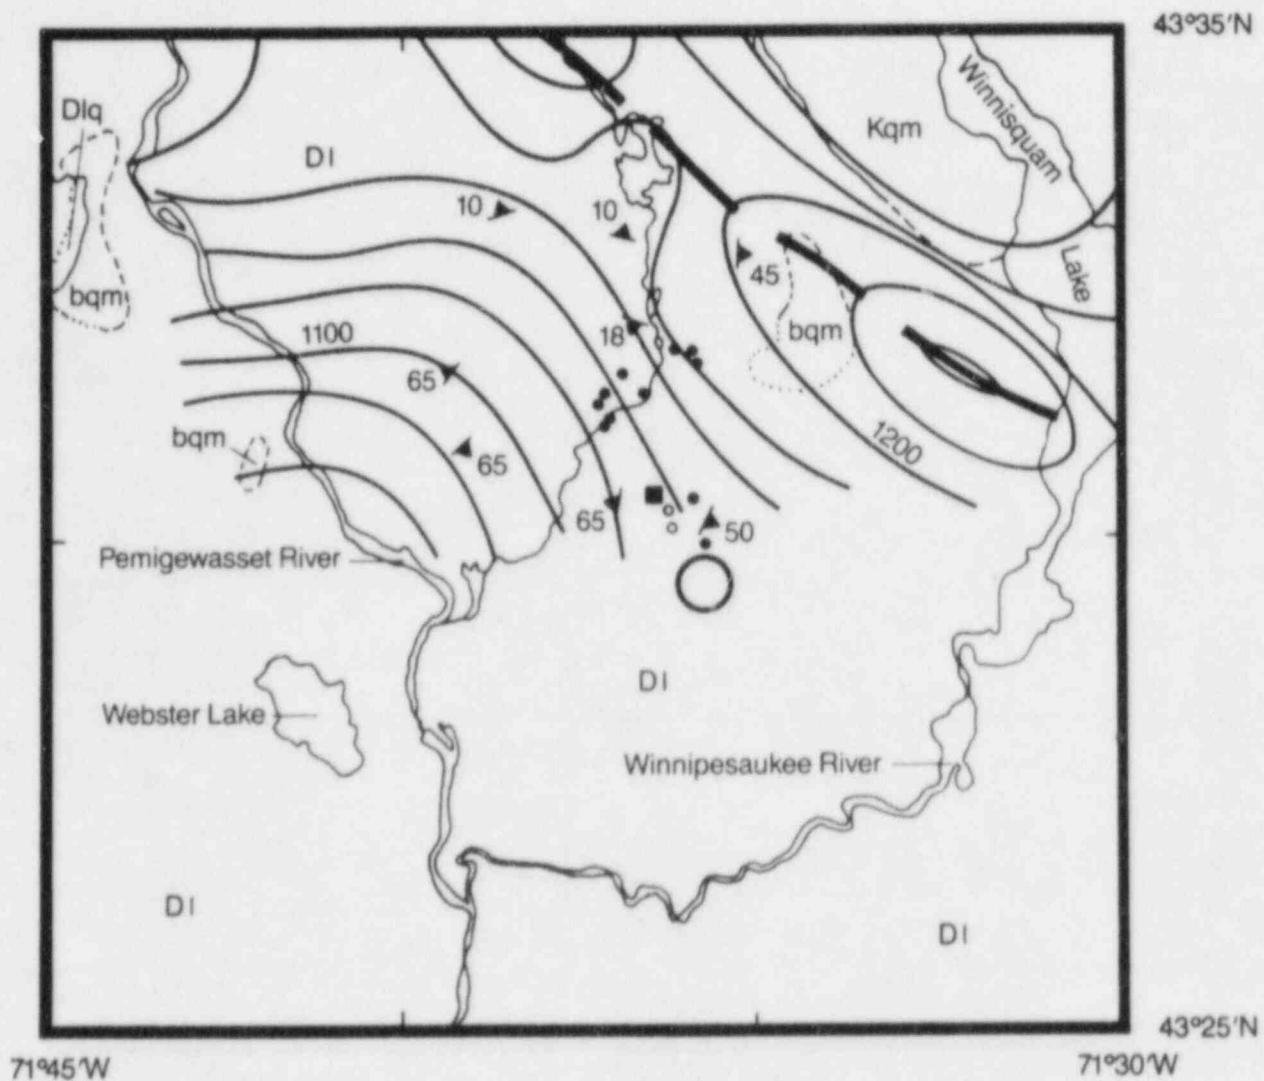 43°35'N
Dlq
Dl
Kqm
Winnisquam
Lake
10
10
45
bqm
bqm
1100
18
65
bqm
65
1200
65
50
Pemigewasset River
Dl
Webster Lake
Winnipesaukee River
Dl
Dl
43°25'N
71°45'W
71°30'W